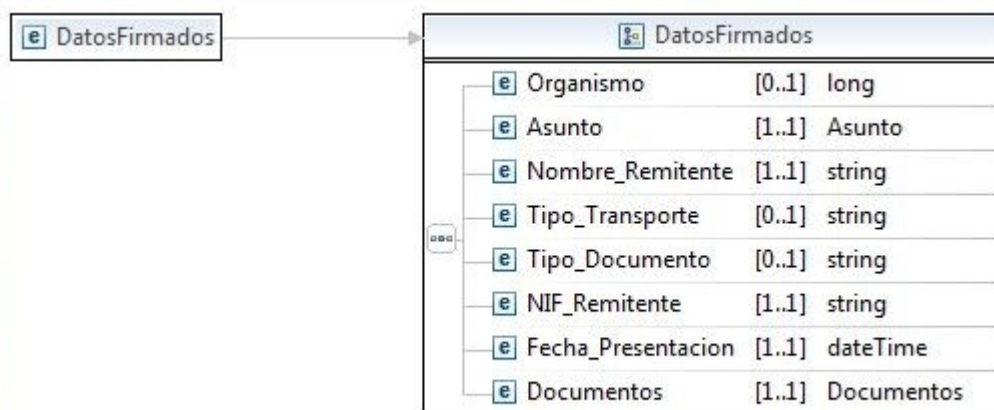 DatosFirmados
DatosFirmados
Organismo [0..1] long
Asunto [1..1] Asunto
Nombre_Remitente [1..1] string
Tipo_Transporte [0..1] string
Tipo_Documento [0..1] string
NIF_Remitente [1..1] string
Fecha_Presentacion [1..1] dateTime
Documentos [1..1] Documentos